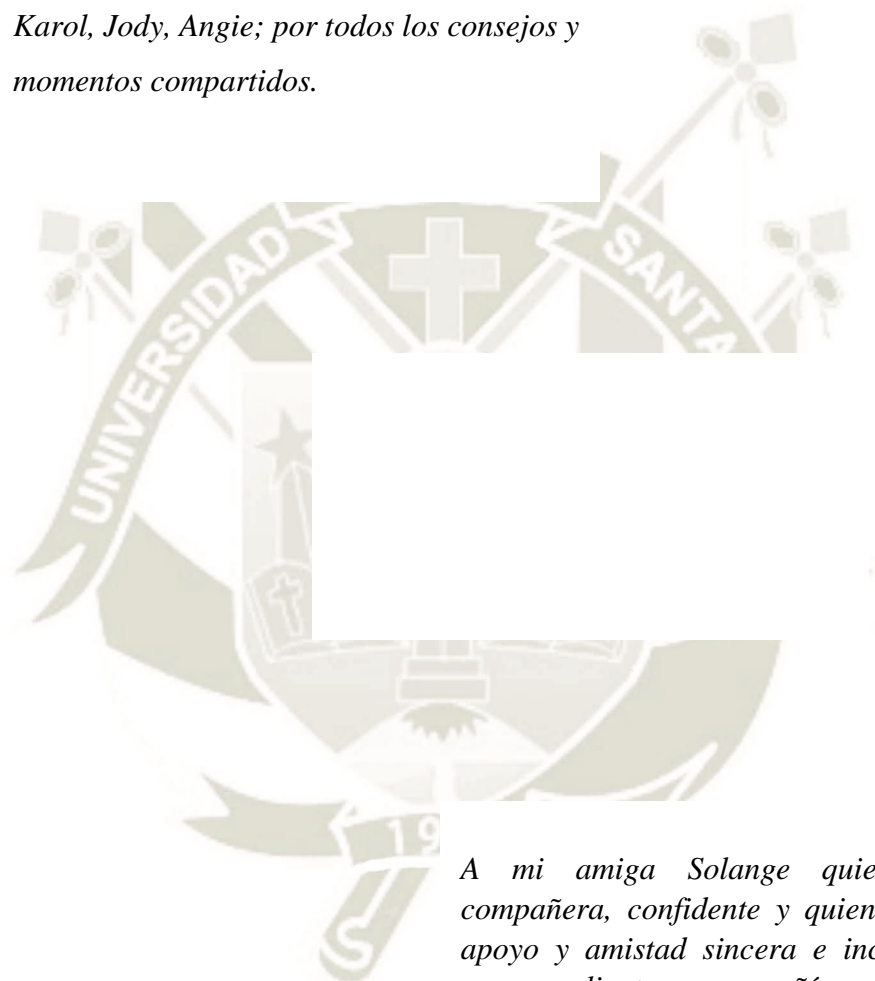 Karol, Jody, Angie; por todos los consejos y
momentos compartidos.
UNIVERSIDAD
SANTA
19
S
A mi amiga Solange
compañera, confidente y quien
apoyo y amistad sincera e